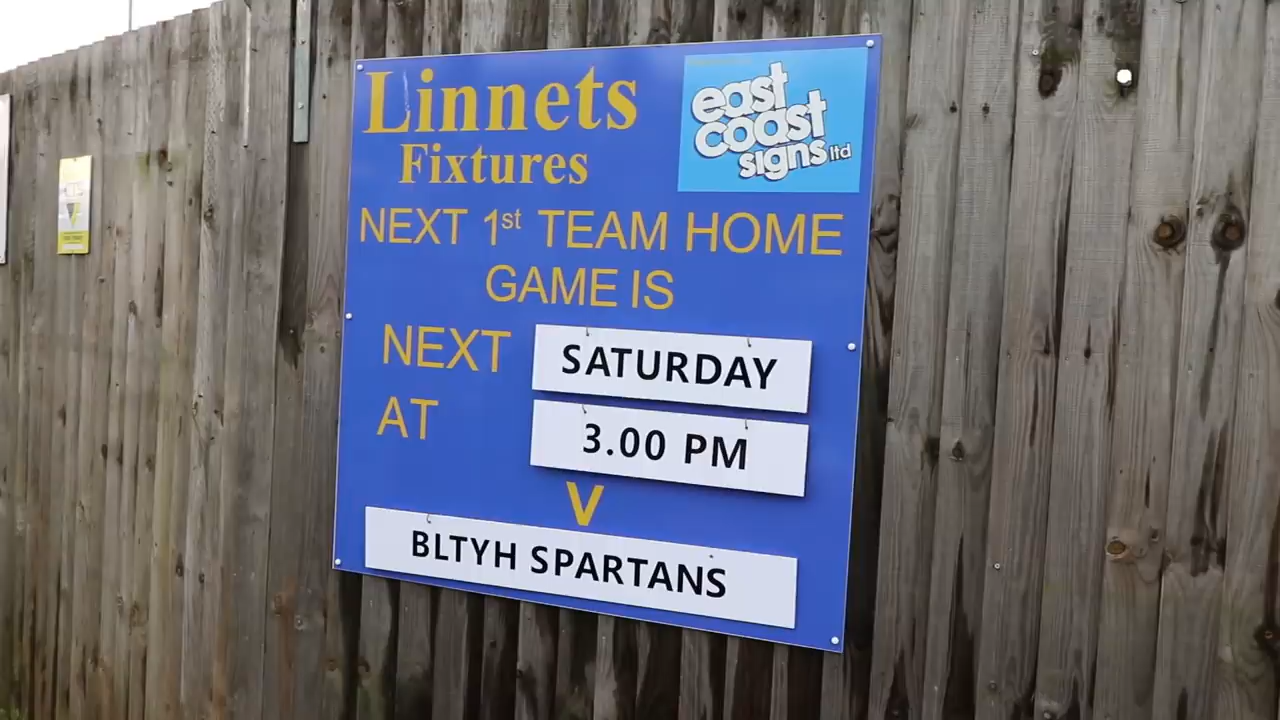 Linnets
Fixtures
east
coast
signs ltd
NEXT 1st TEAM HOME
GAME IS
NEXT SATURDAY
AT 3.00 PM
V
BLTYH SPARTANS